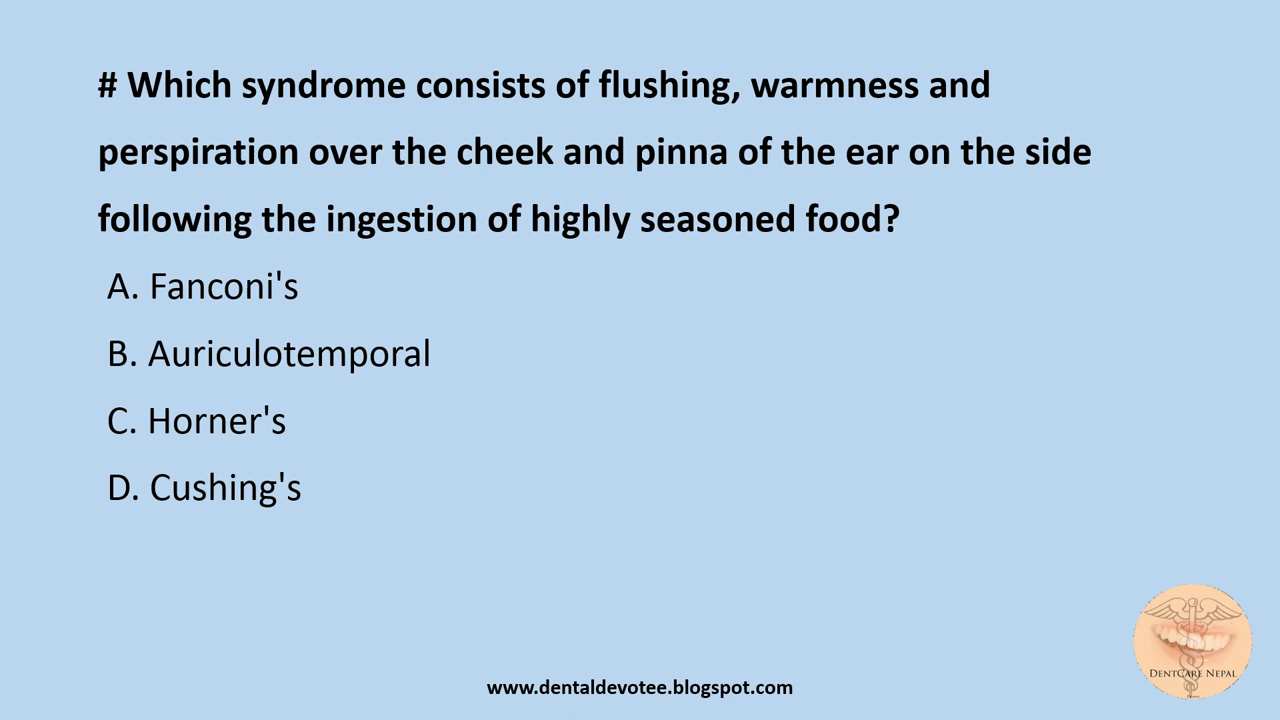 # Which syndrome consists of flushing, warmness and
perspiration over the cheek and pinna of the ear on the side
following the ingestion of highly seasoned food?
A. Fanconi's
B. Auriculotemporal
C. Horner's
D. Cushing's
DentCare Nepal
www.dentaldevotee.blogspot.com